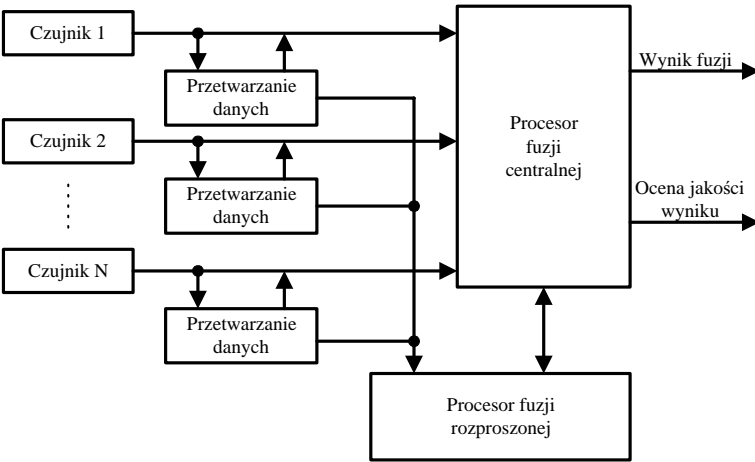 Czujnik 1
Przetwarzanie
danych
Czujnik 2
Przetwarzanie
danych
Czujnik N
Przetwarzanie
danych
Procesor
fuzji
centralnej
Wynik fuzji
Ocena jakości
wyniku
Procesor fuzji
rozproszonej